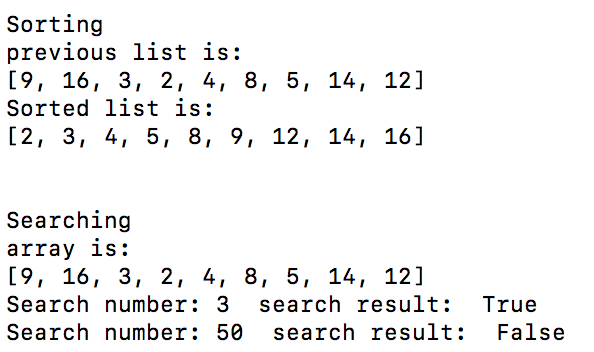 Sorting
previous list is:
[9, 16, 3, 2, 4, 8, 5, 14, 12]
Sorted list is:
[2, 3, 4, 5, 8, 9, 12, 14, 16]
Searching
array is:
[9, 16, 3, 2, 4, 8, 5, 14, 12]
Search number: 3  search result:  True
Search number: 50  search result:  False